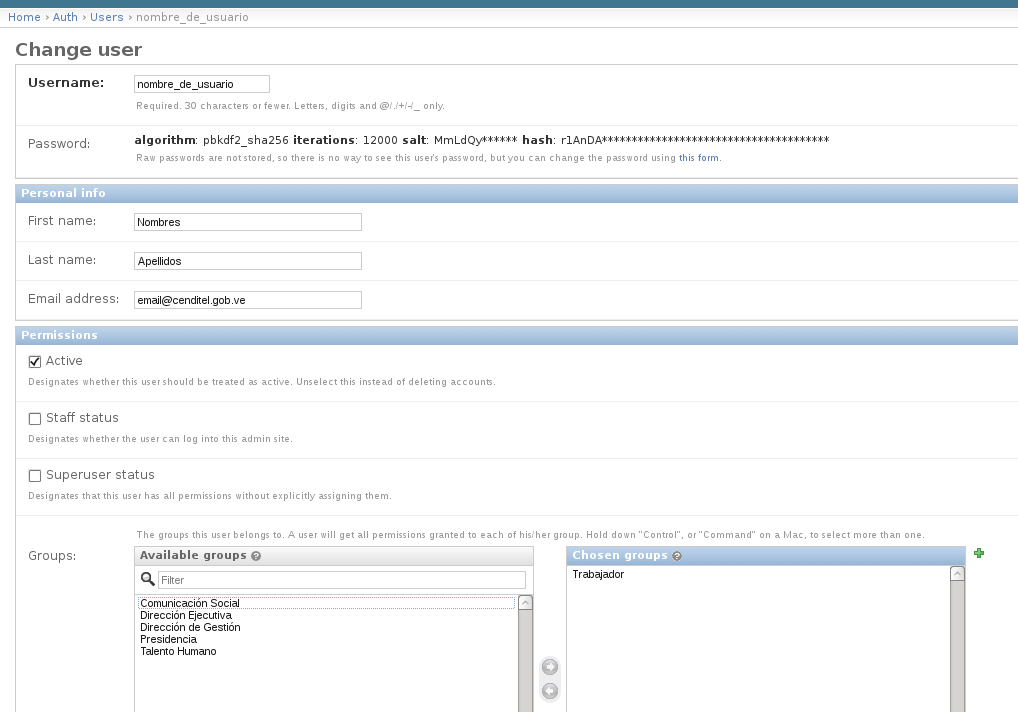 Home › Auth › Users › nombre_de_usuario
Change user
Username: nombre_de_usuario
Required. 30 characters or fewer. Letters, digits and @/./+/-/_ only.
Password: algorithm: pbkdf2_sha256 iterations: 12000 salt: MmLdQy****** hash: r1AnDA**************************************
Raw passwords are not stored, so there is no way to see this user's password, but you can change the password using this form.
Personal info
First name: Nombres
Last name: Apellidos
Email address: email@cenditel.gob.ve
Permissions
Active
Designates whether this user should be treated as active. Unselect this instead of deleting accounts.
Staff status
Designates whether the user can log into this admin site.
Superuser status
Designates that this user has all permissions without explicitly assigning them.
The groups this user belongs to. A user will get all permissions granted to each of his/her group. Hold down "Control", or "Command" on a Mac, to select more than one.
Groups:
Available groups ?
Filter
Comunicación Social
Dirección Ejecutiva
Dirección de Gestión
Presidencia
Talento Humano
Chosen groups ?
Trabajador